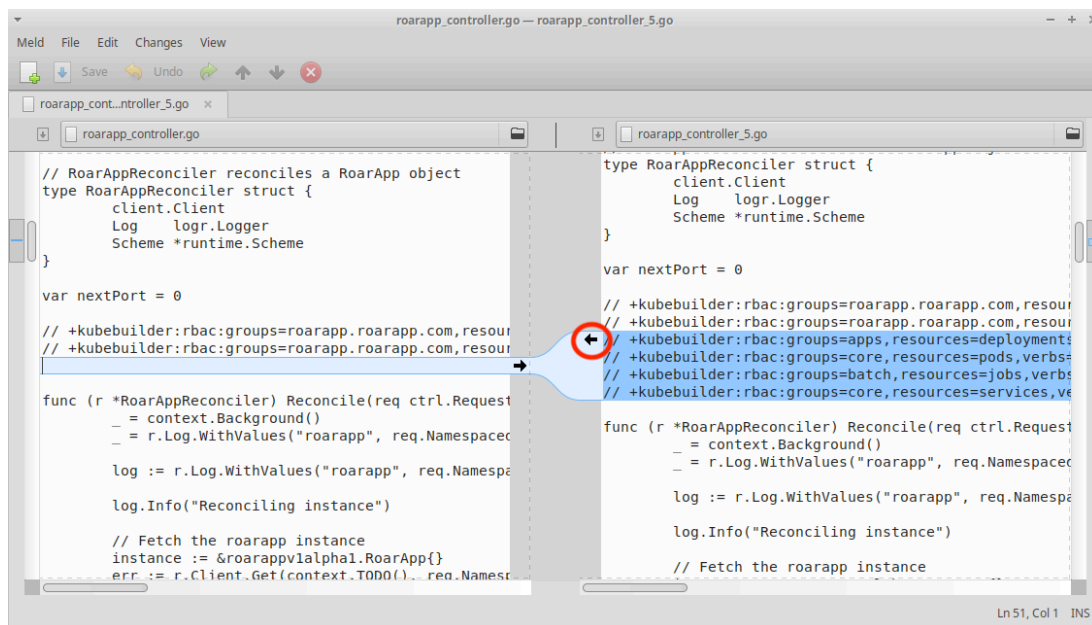 roarapp_controller.go — roarapp_controller_5.go
Meld File Edit Changes View
Save Undo
roarapp_cont...ntroller_5.go
roarapp_controller.go
// RoarAppReconciler reconciles a RoarApp object
type RoarAppReconciler struct {
client.Client
Log logr.Logger
Scheme *runtime.Scheme
}
var nextPort = 0
// +kubebuilder:rbac:groups=roarapp.roarapp.com,resour
// +kubebuilder:rbac:groups=roarapp.roarapp.com,resour
func (r *RoarAppReconciler) Reconcile(req ctrl.Request
_ = context.Background()
_ = r.Log.WithValues("roarapp", req.Namespaced
log := r.Log.WithValues("roarapp", req.Namespa
log.Info("Reconciling instance")
// Fetch the roarapp instance
instance := &roarappv1alpha1.RoarApp{}
err := r.Client.Get(context.TODO(), req.Namesp
roarapp_controller_5.go
type RoarAppReconciler struct {
client.Client
Log logr.Logger
Scheme *runtime.Scheme
}
var nextPort = 0
// +kubebuilder:rbac:groups=roarapp.roarapp.com,resour
// +kubebuilder:rbac:groups=roarapp.roarapp.com,resour
// +kubebuilder:rbac:groups=apps,resources=deployments
// +kubebuilder:rbac:groups=core,resources=pods,verbs=
// +kubebuilder:rbac:groups=batch,resources=jobs,verbs
// +kubebuilder:rbac:groups=core,resources=services,ve
func (r *RoarAppReconciler) Reconcile(req ctrl.Request
_ = context.Background()
_ = r.Log.WithValues("roarapp", req.Namespaced
log := r.Log.WithValues("roarapp", req.Namespa
log.Info("Reconciling instance")
// Fetch the roarapp instance
Ln 51, Col 1 INS